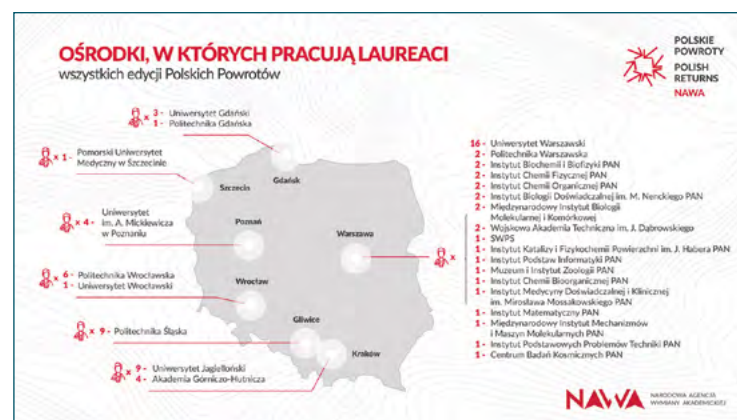 OŚRODKI, W KTÓRYCH PRACUJĄ LAUREACI
wszystkich edycji Polskich Powrotów
POLSKIE
POWROTY
POLISH
RETURNS
NAWA
x 3 - Uniwersytet Gdański
1 - Politechnika Gdańska
x 1 - Pomorski Uniwersytet
Medyczny w Szczecinie
x 4 - Uniwersytet
im. A. Mickiewicza
w Poznaniu
x 6 - Politechnika Wrocławska
1 - Uniwersytet Wrocławski
x 9 - Politechnika Śląska
x 9 - Uniwersytet Jagielloński
4 - Akademia Górniczo-Hutnicza
Gdańsk
Szczecin
Poznań
Warszawa
Wrocław
Gliwice
Kraków
x
16 - Uniwersytet Warszawski
2 - Politechnika Warszawska
2 - Instytut Biochemii i Biofizyki PAN
2 - Instytut Chemii Fizycznej PAN
2 - Instytut Chemii Organicznej PAN
2 - Instytut Biologii Doświadczalnej im. M. Nenckiego PAN
2 - Międzynarodowy Instytut Biologii
Molekularnej i Komórkowej
2 - Wojskowa Akademia Techniczna im. J. Dąbrowskiego
1 - SWPS
1 - Instytut Katalizy i Fizykochemii Powierzchni im. J. Habera PAN
1 - Instytut Podstaw Informatyki PAN
1 - Muzeum i Instytut Zoologii PAN
1 - Instytut Chemii Bioorganicznej PAN
1 - Instytut Medycyny Doświadczalnej i Klinicznej
im. Mirosława Mossakowskiego PAN
1 - Instytut Matematyczny PAN
1 - Międzynarodowy Instytut Mechanizmów
i Maszyn Molekularnych PAN
1 - Instytut Podstawowych Problemów Techniki PAN
1 - Centrum Badań Kosmicznych PAN
NAWA
NARODOWA AGENCJA
WYMIANY AKADEMICKIEJ